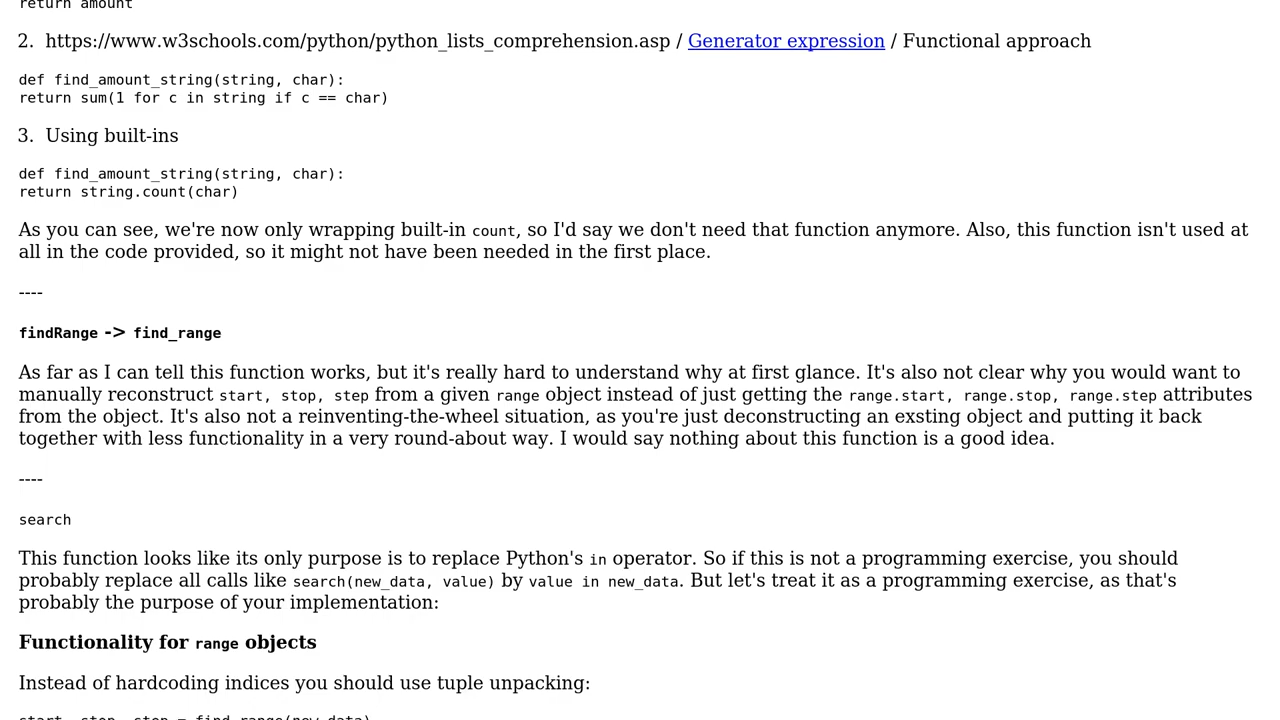 return amount
2. https://www.w3schools.com/python/python_lists_comprehension.asp / Generator expression / Functional approach
def find_amount_string(string, char):
return sum(1 for c in string if c == char)
3. Using built-ins
def find_amount_string(string, char):
return string.count(char)
As you can see, we're now only wrapping built-in count, so I'd say we don't need that function anymore. Also, this function isn't used at
all in the code provided, so it might not have been needed in the first place.
----
findRange -> find_range
As far as I can tell this function works, but it's really hard to understand why at first glance. It's also not clear why you would want to
manually reconstruct start, stop, step from a given range object instead of just getting the range.start, range.stop, range.step attributes
from the object. It's also not a reinventing-the-wheel situation, as you're just deconstructing an exsting object and putting it back
together with less functionality in a very round-about way. I would say nothing about this function is a good idea.
----
search
This function looks like its only purpose is to replace Python's in operator. So if this is not a programming exercise, you should
probably replace all calls like search(new_data, value) by value in new_data. But let's treat it as a programming exercise, as that's
probably the purpose of your implementation:
Functionality for range objects
Instead of hardcoding indices you should use tuple unpacking:
start, stop, step = find_range(new_data)